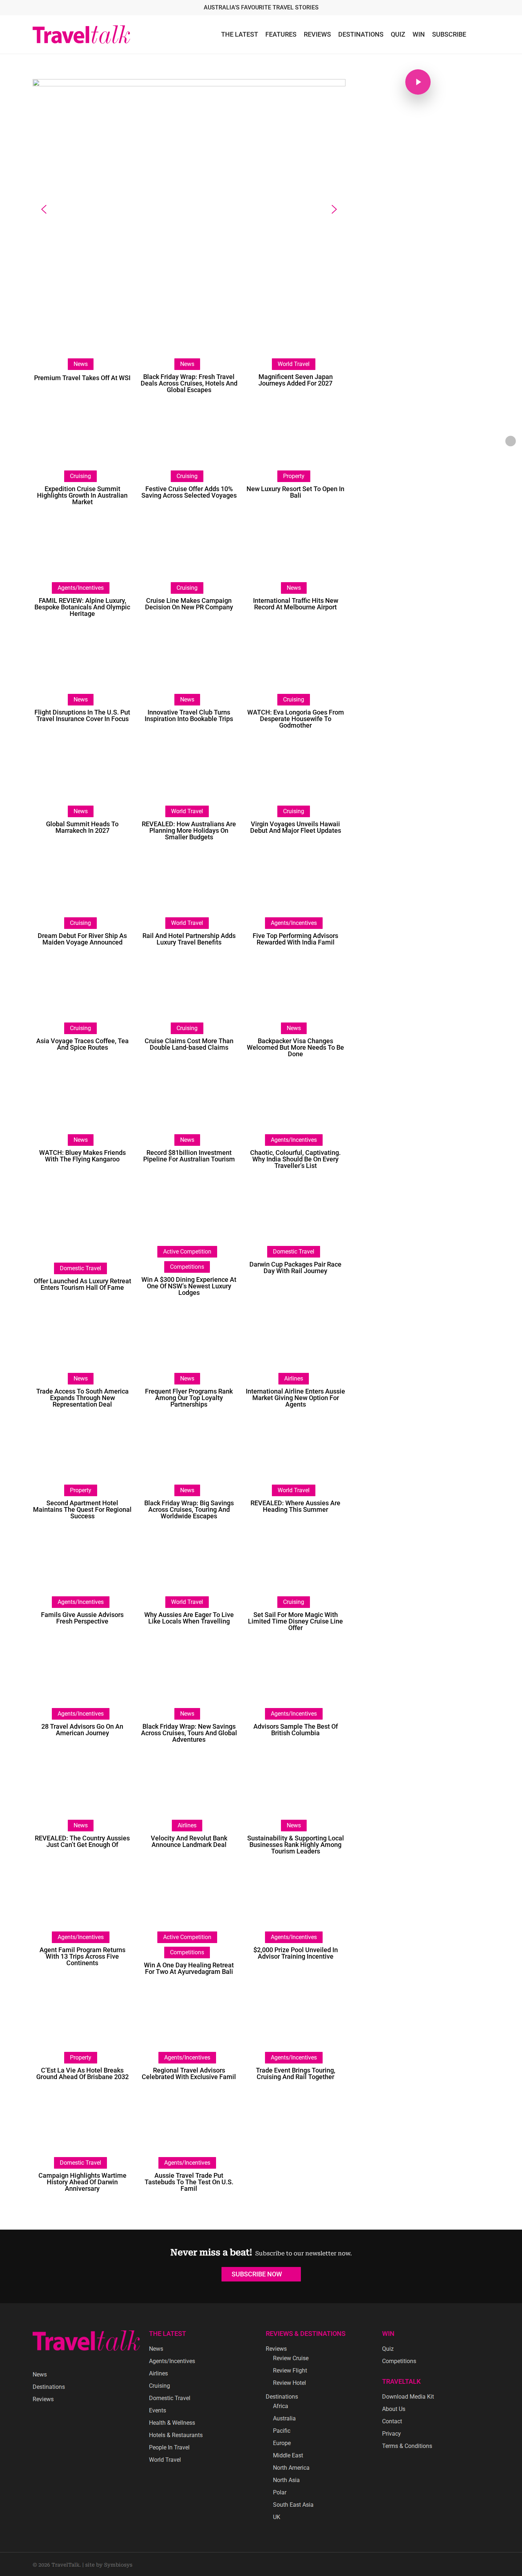 AUSTRALIA'S FAVOURITE TRAVEL STORIES
Traveltalk
THE LATEST FEATURES REVIEWS DESTINATIONS QUIZ WIN SUBSCRIBE
News
Premium Travel Takes Off At WSI
News
Black Friday Wrap: Fresh Travel
Deals Across Cruises, Hotels And
Global Escapes
World Travel
Magnificent Seven Japan
Journeys Added For 2027
Cruising
Expedition Cruise Summit
Highlights Growth In Australian
Market
Cruising
Festive Cruise Offer Adds 10%
Saving Across Selected Voyages
Property
New Luxury Resort Set To Open In
Bali
Agents/Incentives
FAMIL REVIEW: Alpine Luxury,
Bespoke Botanicals And Olympic
Heritage
Cruising
Cruise Line Makes Campaign
Decision On New PR Company
News
International Traffic Hits New
Record At Melbourne Airport
News
Flight Disruptions In The U.S. Put
Travel Insurance Cover In Focus
News
Innovative Travel Club Turns
Inspiration Into Bookable Trips
Cruising
WATCH: Eva Longoria Goes From
Desperate Housewife To
Godmother
News
Global Summit Heads To
Marrakech In 2027
World Travel
REVEALED: How Australians Are
Planning More Holidays On
Smaller Budgets
Cruising
Virgin Voyages Unveils Hawaii
Debut And Major Fleet Updates
Cruising
Dream Debut For River Ship As
Maiden Voyage Announced
World Travel
Rail And Hotel Partnership Adds
Luxury Travel Benefits
Agents/Incentives
Five Top Performing Advisors
Rewarded With India Famil
Cruising
Asia Voyage Traces Coffee, Tea
And Spice Routes
Cruising
Cruise Claims Cost More Than
Double Land-based Claims
News
Backpacker Visa Changes
Welcomed But More Needs To Be
Done
News
WATCH: Bluey Makes Friends
With The Flying Kangaroo
News
Record $81billion Investment
Pipeline For Australian Tourism
Agents/Incentives
Chaotic, Colourful, Captivating.
Why India Should Be On Every
Traveller's List
Domestic Travel
Offer Launched As Luxury Retreat
Enters Tourism Hall Of Fame
Active Competition
Competitions
Win A $300 Dining Experience At
One Of NSW's Newest Luxury
Lodges
Domestic Travel
Darwin Cup Packages Pair Race
Day With Rail Journey
News
Trade Access To South America
Expands Through New
Representation Deal
News
Frequent Flyer Programs Rank
Among Our Top Loyalty
Partnerships
Airlines
International Airline Enters Aussie
Market Giving New Option For
Agents
Property
Second Apartment Hotel
Maintains The Quest For Regional
Success
News
Black Friday Wrap: Big Savings
Across Cruises, Touring And
Worldwide Escapes
World Travel
REVEALED: Where Aussies Are
Heading This Summer
Agents/Incentives
Famils Give Aussie Advisors
Fresh Perspective
World Travel
Why Aussies Are Eager To Live
Like Locals When Travelling
Cruising
Set Sail For More Magic With
Limited Time Disney Cruise Line
Offer
Agents/Incentives
28 Travel Advisors Go On An
American Journey
News
Black Friday Wrap: New Savings
Across Cruises, Tours And Global
Adventures
Agents/Incentives
Advisors Sample The Best Of
British Columbia
News
REVEALED: The Country Aussies
Just Can't Get Enough Of
Airlines
Velocity And Revolut Bank
Announce Landmark Deal
News
Sustainability & Supporting Local
Businesses Rank Highly Among
Tourism Leaders
Agents/Incentives
Agent Famil Program Returns
With 13 Trips Across Five
Continents
Active Competition
Competitions
Win A One Day Healing Retreat
For Two At Ayurvedagram Bali
Agents/Incentives
$2,000 Prize Pool Unveiled In
Advisor Training Incentive
Property
C'Est La Vie As Hotel Breaks
Ground Ahead Of Brisbane 2032
Agents/Incentives
Regional Travel Advisors
Celebrated With Exclusive Famil
Agents/Incentives
Trade Event Brings Touring,
Cruising And Rail Together
Domestic Travel
Campaign Highlights Wartime
History Ahead Of Darwin
Anniversary
Agents/Incentives
Aussie Travel Trade Put
Tastebuds To The Test On U.S.
Famil
Never miss a beat! Subscribe to our newsletter now.
SUBSCRIBE NOW
Traveltalk
News
Destinations
Reviews
THE LATEST
News
Agents/Incentives
Airlines
Cruising
Domestic Travel
Events
Health & Wellness
Hotels & Restaurants
People In Travel
World Travel
REVIEWS & DESTINATIONS
Reviews
Review Cruise
Review Flight
Review Hotel
Destinations
Africa
Australia
Pacific
Europe
Middle East
North America
North Asia
Polar
South East Asia
UK
WIN
Quiz
Competitions
TRAVELTALK
Download Media Kit
About Us
Contact
Privacy
Terms & Conditions
© 2026 TravelTalk. | site by Symbiosys